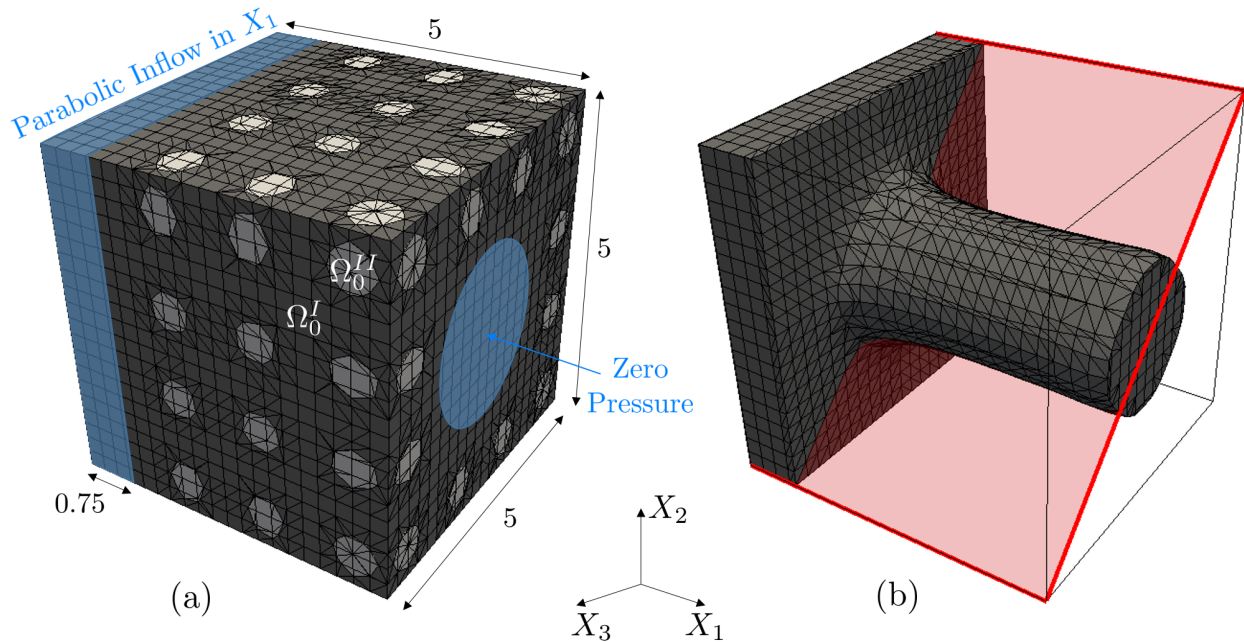 Parabolic Inflow in X₁
5
5
Ω₀ᴵᴵ
Ω₀ᴵ
Zero
Pressure
0.75
5
X₂
X₃
X₁
(a)
(b)